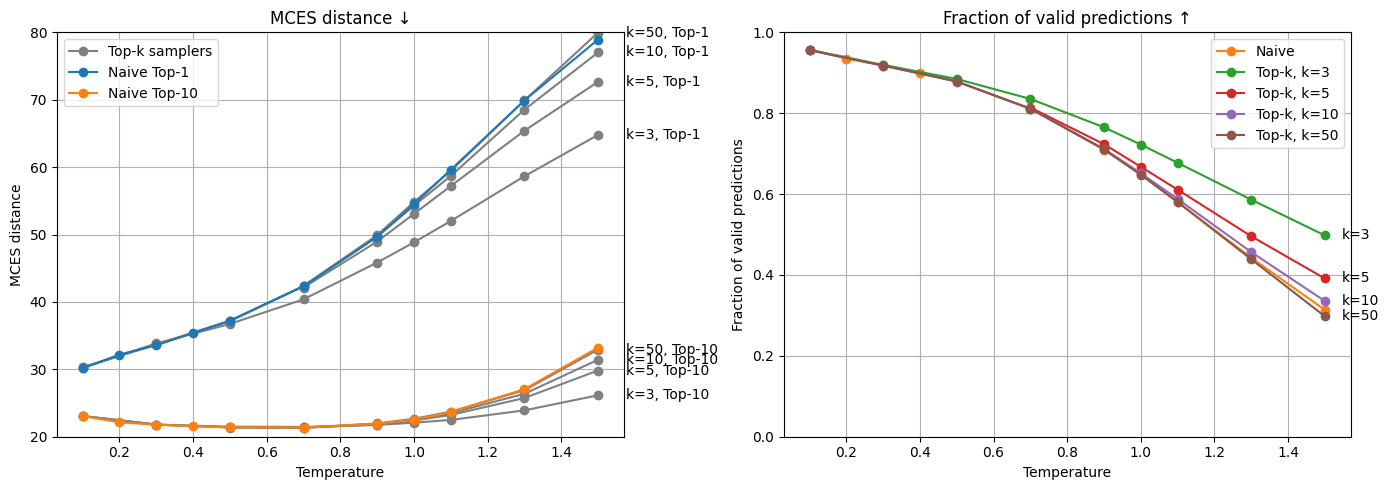 MCES distance ↓
Top-k samplers
Naive Top-1
Naive Top-10
k=50, Top-1
k=10, Top-1
k=5, Top-1
k=3, Top-1
k=50, Top-10
k=10, Top-10
k=5, Top-10
k=3, Top-10
MCES distance
80
70
60
50
40
30
20
0.2 0.4 0.6 0.8 1.0 1.2 1.4
Temperature
Fraction of valid predictions ↑
Naive
Top-k, k=3
Top-k, k=5
Top-k, k=10
Top-k, k=50
k=3
k=5
k=10
k=50
Fraction of valid predictions
1.0
0.8
0.6
0.4
0.2
0.0
0.2 0.4 0.6 0.8 1.0 1.2 1.4
Temperature